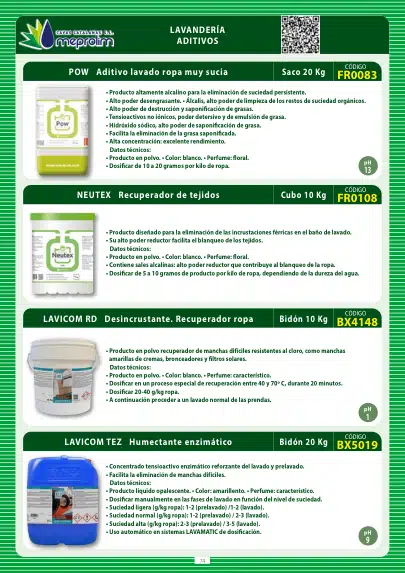 RUTAS CATALANAS S.L.
meprolim
LAVANDERÍA
ADITIVOS
POW Aditivo lavado ropa muy sucia
Saco 20 Kg
CÓDIGO
FR0083
Pow
• Producto altamente alcalino para la eliminación de suciedad persistente.
• Alto poder desengrasante. • Álcalis, alto poder de limpieza de los restos de suciedad orgánicos.
• Alto poder de destrucción y saponificación de grasas.
• Tensioactivos no iónicos, poder detersivo y de emulsión de grasa.
• Hidróxido sódico, alto poder de saponificación de grasa.
• Facilita la eliminación de la grasa saponificada.
• Alta concentración: excelente rendimiento.
Datos técnicos:
• Producto en polvo. • Color: blanco. • Perfume: floral.
• Dosificar de 10 a 20 gramos por kilo de ropa.
pH
13
NEUTEX Recuperador de tejidos
Cubo 10 Kg
CÓDIGO
FR0108
Neutex
• Producto diseñado para la eliminación de las incrustaciones férricas en el baño de lavado.
• Su alto poder reductor facilita el blanqueo de los tejidos.
Datos técnicos:
• Producto en polvo. • Color: blanco. • Perfume: floral.
• Contiene sales alcalinas: alto poder reductor que contribuye al blanqueo de la ropa.
• Dosificar de 5 a 10 gramos de producto por kilo de ropa, dependiendo de la dureza del agua.
LAVICOM RD Desincrustante. Recuperador ropa
Bidón 10 Kg
CÓDIGO
BX4148
• Producto en polvo recuperador de manchas difíciles resistentes al cloro, como manchas
amarillas de cremas, bronceadores y filtros solares.
Datos técnicos:
• Producto en polvo. • Color: blanco. • Perfume: característico.
• Dosificar en un proceso especial de recuperación entre 40 y 70º C, durante 20 minutos.
• Dosificar 20-40 g/kg ropa.
• A continuación proceder a un lavado normal de las prendas.
pH
1
LAVICOM TEZ Humectante enzimático
Bidón 20 Kg
CÓDIGO
BX5019
• Concentrado tensioactivo enzimático reforzante del lavado y prelavado.
• Facilita la eliminación de manchas difíciles.
Datos técnicos:
• Producto líquido opalescente. • Color: amarillento. • Perfume: característico.
• Dosificar manualmente en las fases de lavado en función del nivel de suciedad.
• Suciedad ligera (g/kg ropa): 1-2 (prelavado) /1-2 (lavado).
• Suciedad normal (g/kg ropa): 1-2 (prelavado) / 2-3 (lavado).
• Suciedad alta (g/kg ropa): 2-3 (prelavado) / 3-5 (lavado).
• Uso automático en sistemas LAVAMATIC de dosificación.
pH
9